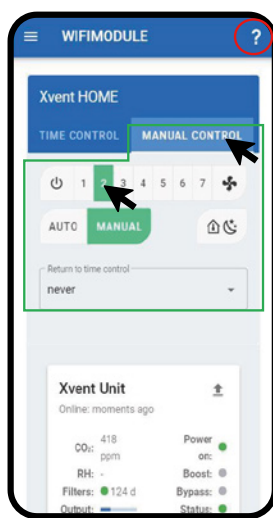 WIFIMODULE ?
Xvent HOME
TIME CONTROL MANUAL CONTROL
1 2 3 4 5 6 7
AUTO MANUAL
Return to time control
never
Xvent Unit
Online: moments ago
CO₂: 418 ppm Power on:
RH: - Boost:
Filters: 124 d Bypass:
Output: Status: